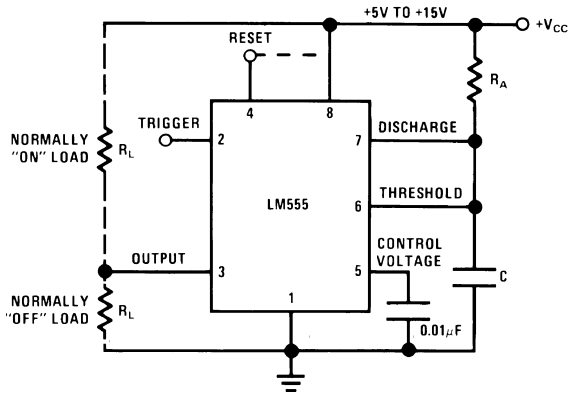 +5V TO +15V
+VCC
RESET
RA
4
8
TRIGGER
2
7
DISCHARGE
NORMALLY
"ON" LOAD
RL
LM555
6
THRESHOLD
OUTPUT
3
5
CONTROL
VOLTAGE
C
NORMALLY
"OFF" LOAD
RL
1
0.01μF